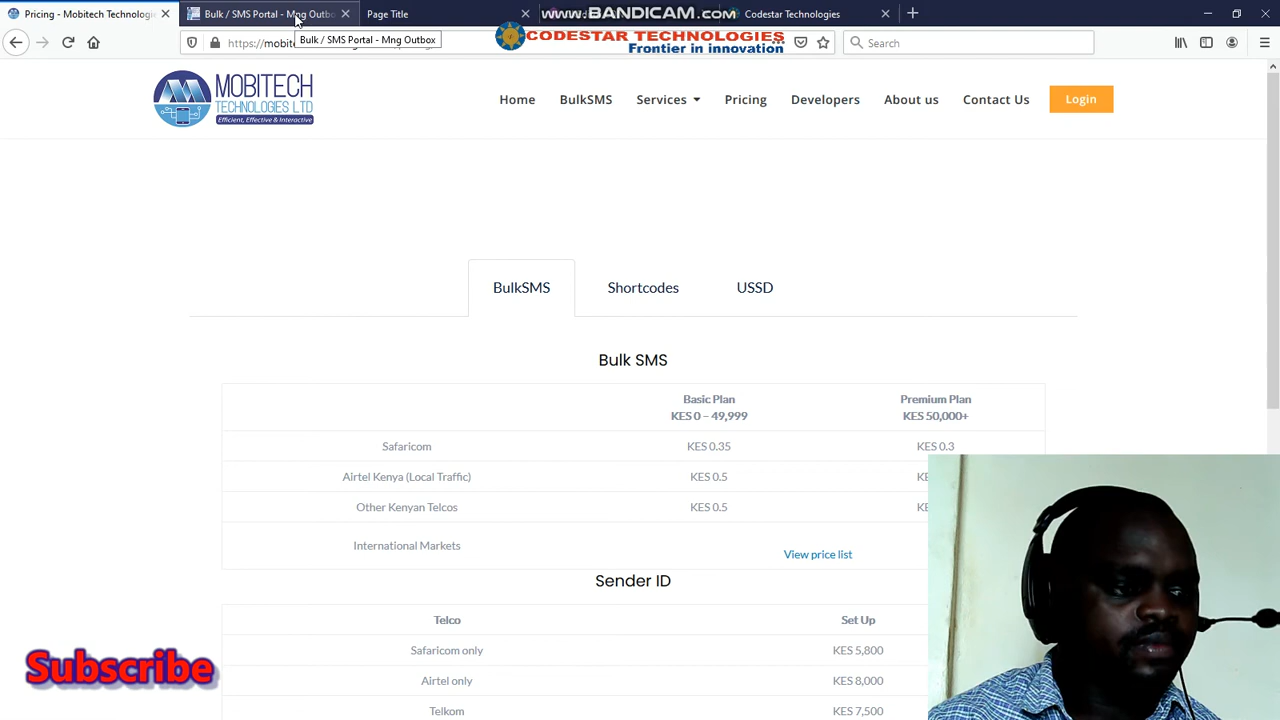 Pricing - Mobitech Technologi
Bulk / SMS Portal - Mng Outbo
Page Title
www.BANDICAM.com
Codestar Technologies
https://mobite
Bulk / SMS Portal - Mng Outbox
CODESTAR TECHNOLOGIES
Frontier in innovation
Search
MOBITECH
TECHNOLOGIES LTD
Efficient, Effective & Interactive
Home
BulkSMS
Services
Pricing
Developers
About us
Contact Us
Login
BulkSMS
Shortcodes
USSD
Bulk SMS
Basic Plan
KES 0 – 49,999
Premium Plan
KES 50,000+
Safaricom
KES 0.35
KES 0.3
Airtel Kenya (Local Traffic)
KES 0.5
KE
Other Kenyan Telcos
KES 0.5
KE
International Markets
View price list
Sender ID
Telco
Set Up
Safaricom only
KES 5,800
Airtel only
KES 8,000
Telkom
KES 7,500
Subscribe